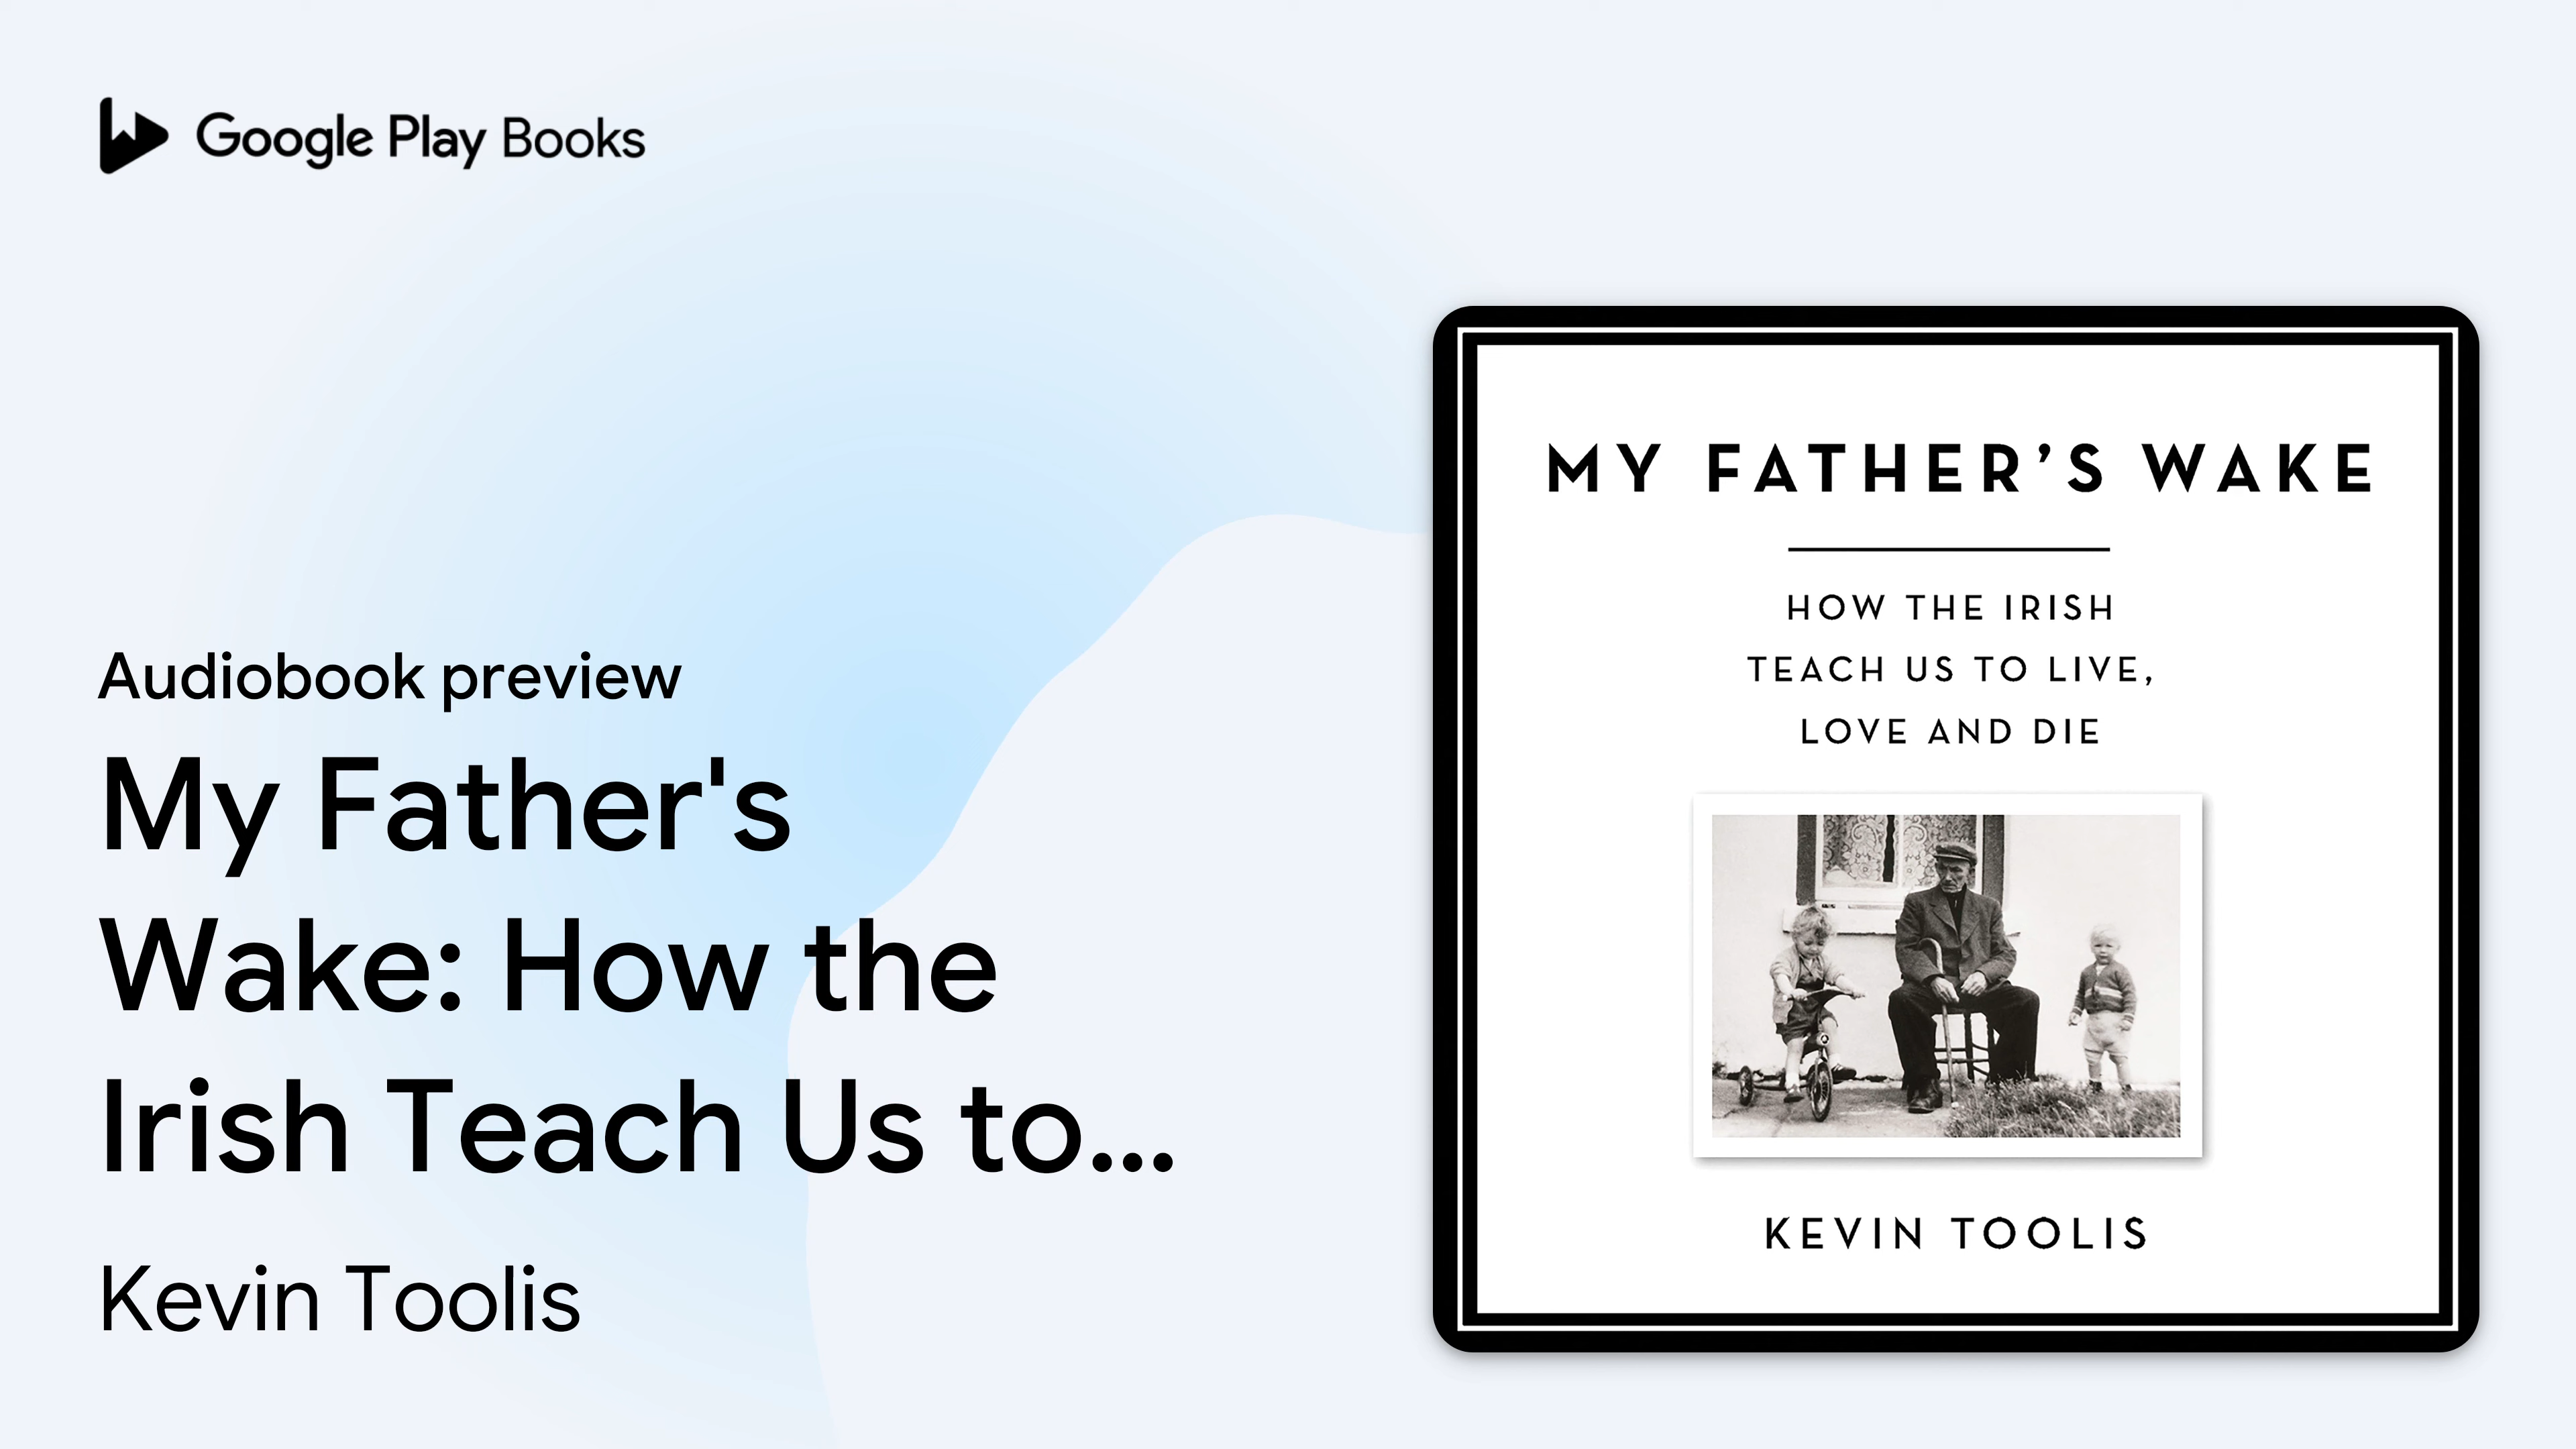 Google Play Books
Audiobook preview
My Father's
Wake: How the
Irish Teach Us to...
Kevin Toolis
MY FATHER’S WAKE
HOW THE IRISH
TEACH US TO LIVE,
LOVE AND DIE
KEVIN TOOLIS